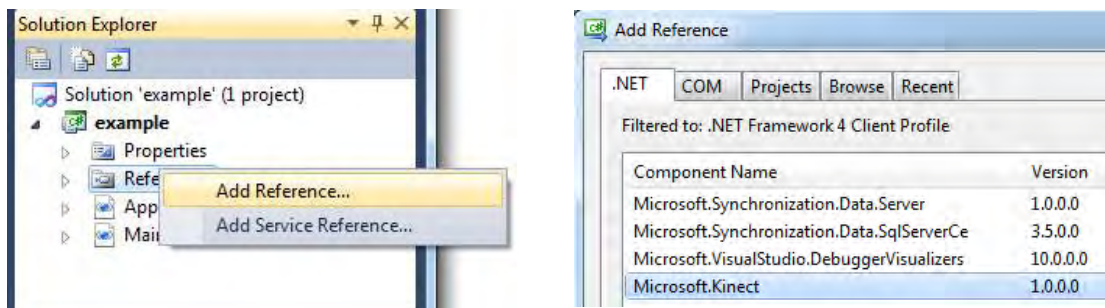 Solution Explorer
Solution 'example' (1 project)
example
Properties
Refe
Add Reference...
App
Add Service Reference...
Mai
Add Reference
.NET COM Projects Browse Recent
Filtered to: .NET Framework 4 Client Profile
Component Name Version
Microsoft.Synchronization.Data.Server 1.0.0.0
Microsoft.Synchronization.Data.SqlServerCe 3.5.0.0
Microsoft.VisualStudio.DebuggerVisualizers 10.0.0.0
Microsoft.Kinect 1.0.0.0